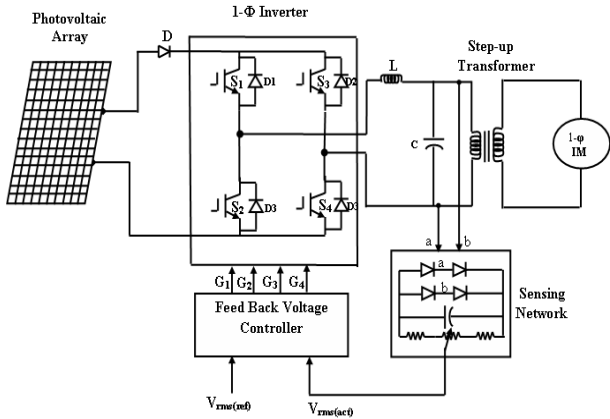 1-Φ Inverter
Photovoltaic
Array
D
S1
D1
S3
D2
S2
D3
S4
D3
L
C
Step-up
Transformer
1-φ
IM
a
b
a
b
Sensing
Network
G1 G2 G3 G4
Feed Back Voltage
Controller
Vrms(ref)
Vrms(act)